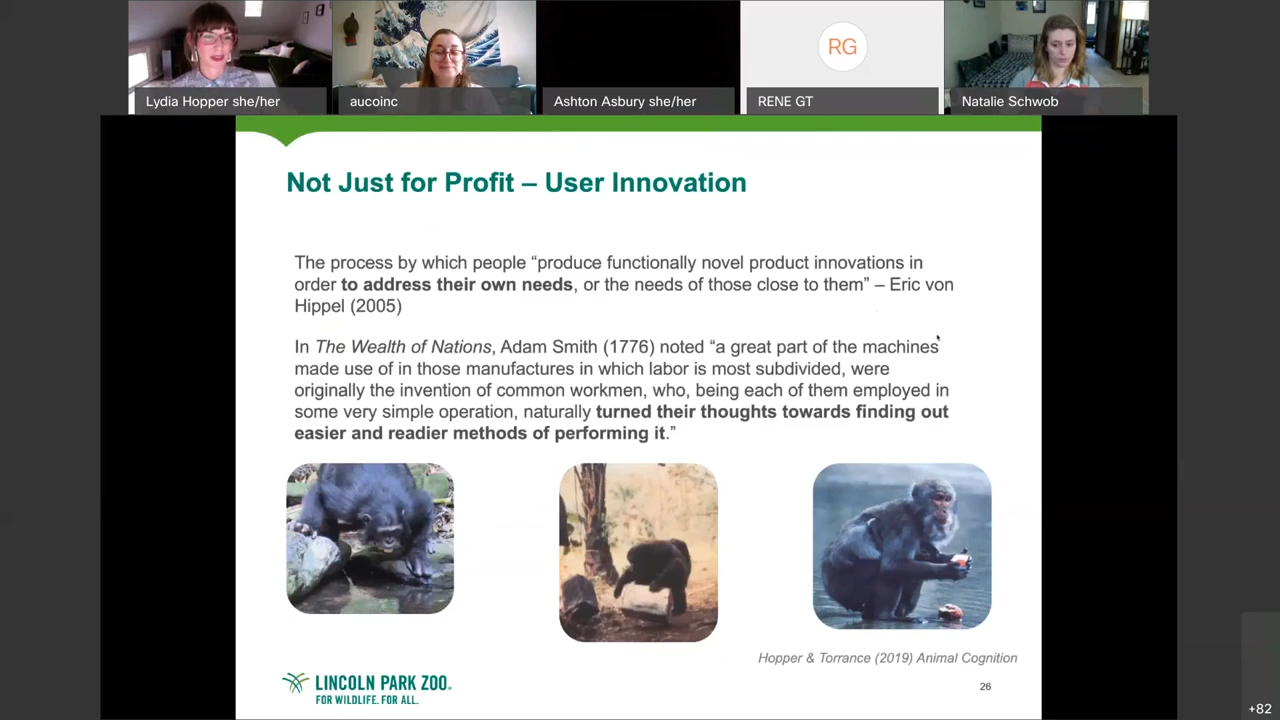 Lydia Hopper she/her
aucoinc
Ashton Asbury she/her
RG
RENE GT
Natalie Schwob
Not Just for Profit – User Innovation
The process by which people “produce functionally novel product innovations in
order to address their own needs, or the needs of those close to them” – Eric von
Hippel (2005)
In The Wealth of Nations, Adam Smith (1776) noted “a great part of the machines
made use of in those manufactures in which labor is most subdivided, were
originally the invention of common workmen, who, being each of them employed in
some very simple operation, naturally turned their thoughts towards finding out
easier and readier methods of performing it.”
Hopper & Torrance (2019) Animal Cognition
LINCOLN PARK ZOO.
FOR WILDLIFE. FOR ALL.
26
+82